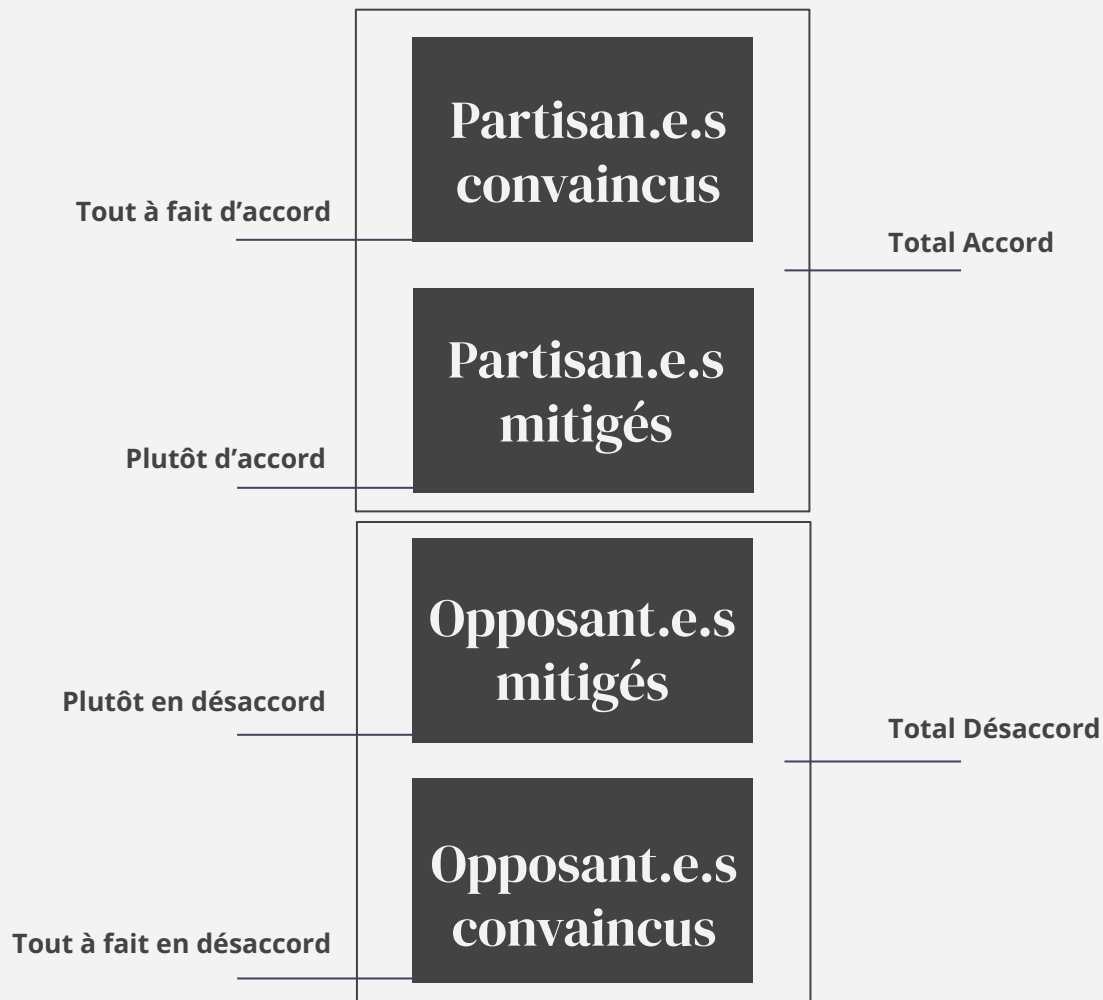 Partisan.e.s
convaincus
Tout à fait d’accord
Total Accord
Partisan.e.s
mitigés
Plutôt d’accord
Opposant.e.s
mitigés
Plutôt en désaccord
Total Désaccord
Opposant.e.s
convaincus
Tout à fait en désaccord